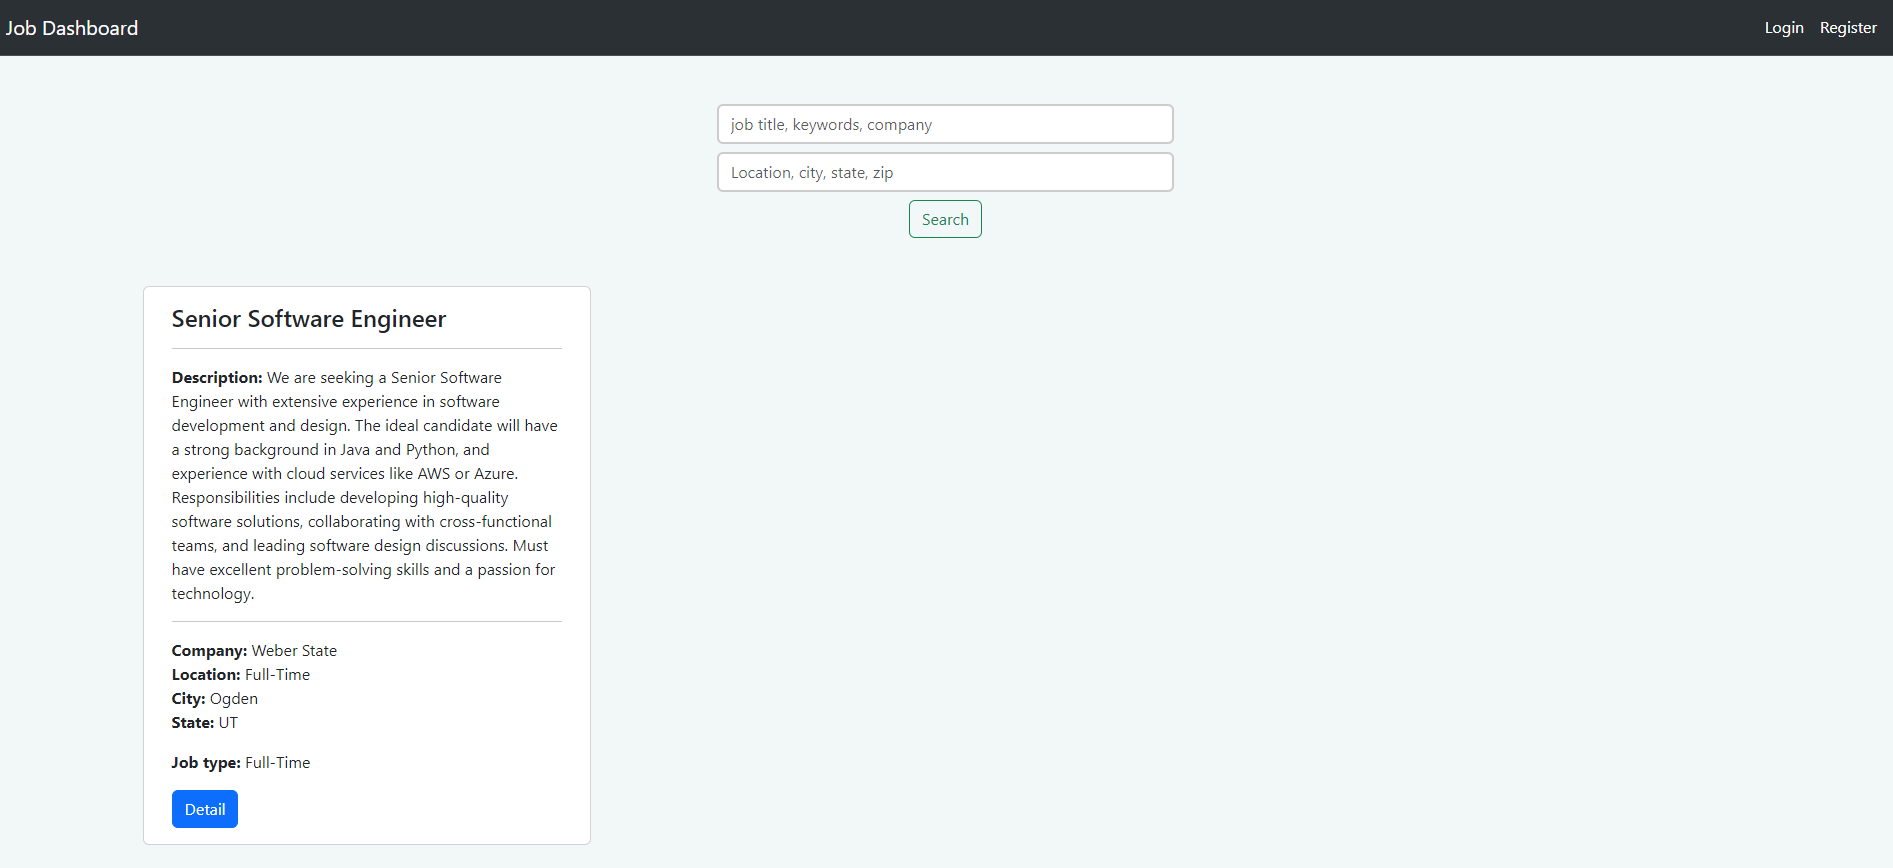 Job Dashboard
Login Register
job title, keywords, company
Location, city, state, zip
Search
Senior Software Engineer
Description: We are seeking a Senior Software
Engineer with extensive experience in software
development and design. The ideal candidate will have
a strong background in Java and Python, and
experience with cloud services like AWS or Azure.
Responsibilities include developing high-quality
software solutions, collaborating with cross-functional
teams, and leading software design discussions. Must
have excellent problem-solving skills and a passion for
technology.
Company: Weber State
Location: Full-Time
City: Ogden
State: UT
Job type: Full-Time
Detail